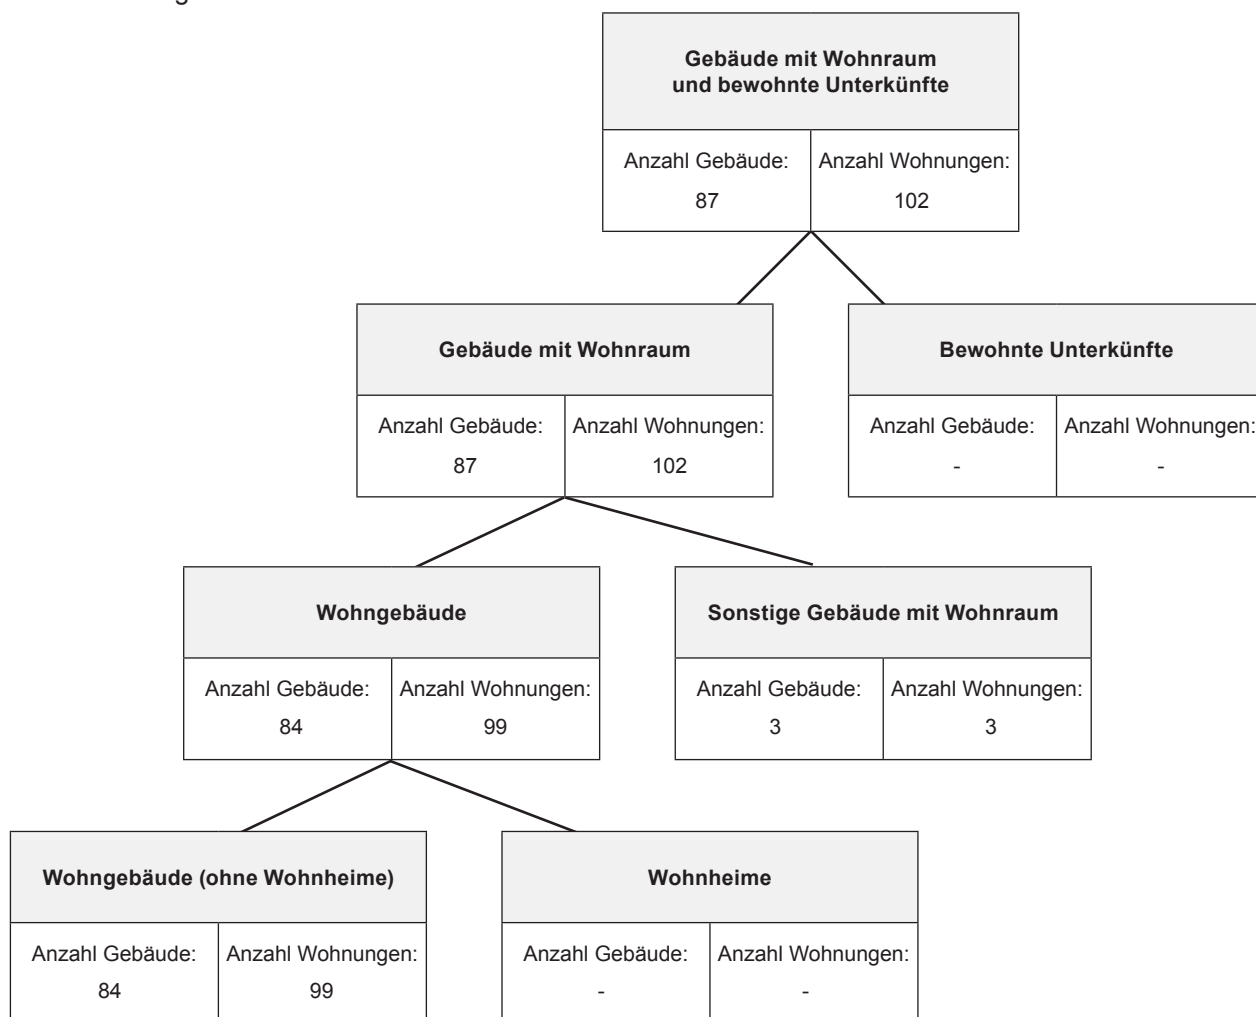 Gebäude mit Wohnraum
und bewohnte Unterkünfte
Anzahl Gebäude: Anzahl Wohnungen:
87 102
Gebäude mit Wohnraum
Bewohnte Unterkünfte
Anzahl Gebäude: Anzahl Wohnungen:
87 102
Anzahl Gebäude: Anzahl Wohnungen:
- -
Wohngebäude
Sonstige Gebäude mit Wohnraum
Anzahl Gebäude: Anzahl Wohnungen:
84 99
Anzahl Gebäude: Anzahl Wohnungen:
3 3
Wohngebäude (ohne Wohnheime)
Wohnheime
Anzahl Gebäude: Anzahl Wohnungen:
84 99
Anzahl Gebäude: Anzahl Wohnungen:
- -